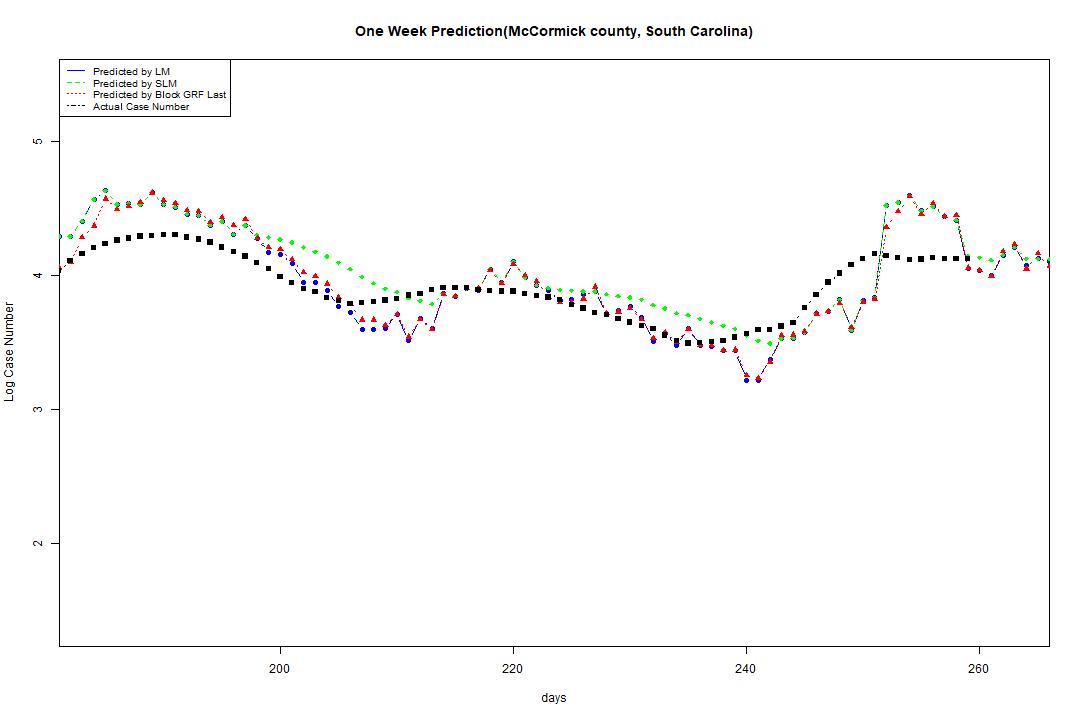 One Week Prediction(McCormick county, South Carolina)
Predicted by LM
Predicted by SLM
Predicted by Block GRF Last
Actual Case Number
5
4
3
2
Log Case Number
200 220 240 260
days